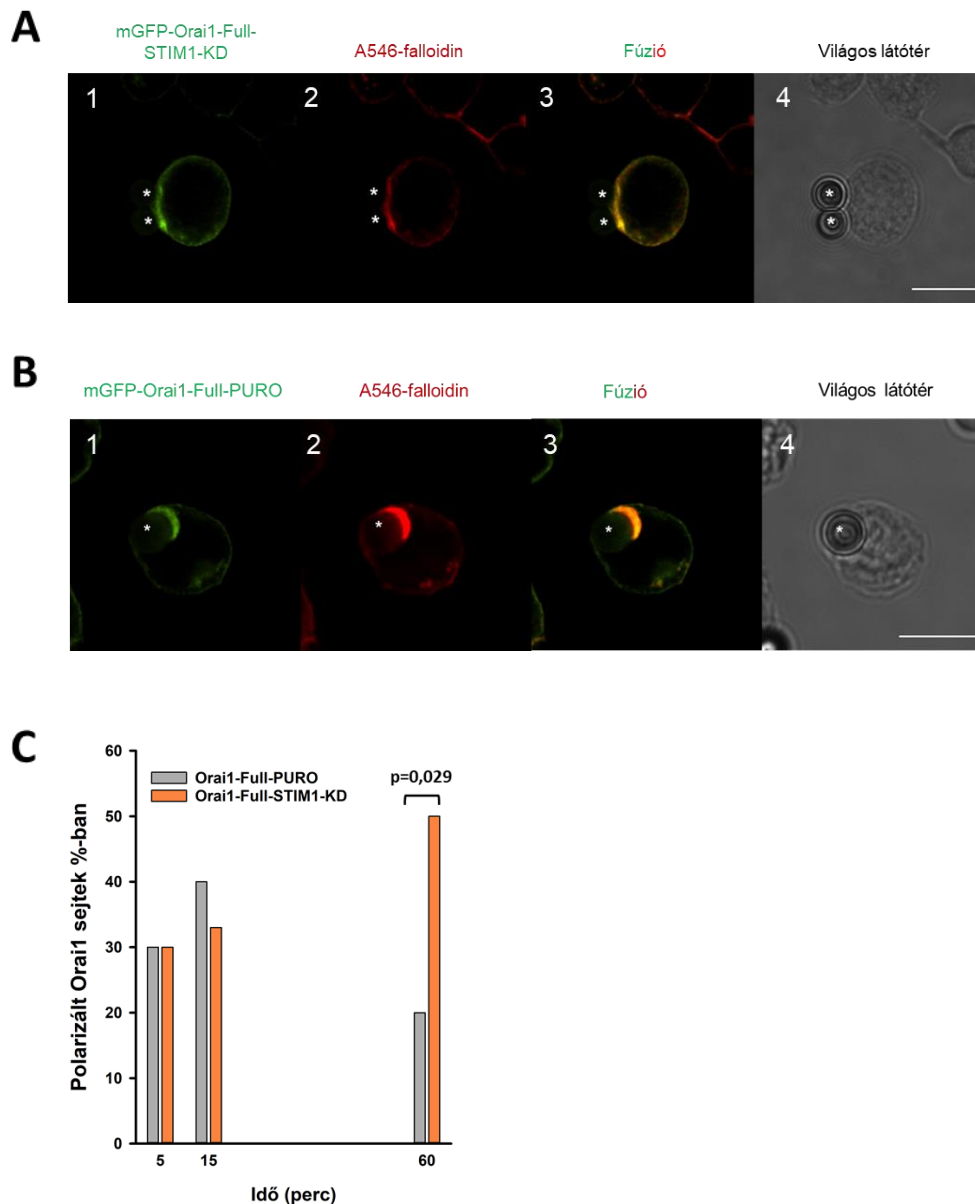 A
mGFP-Orai1-Full-
STIM1-KD
A546-falloidin
Fúzió
Világos látótér
1
2
3
4
*
*
*
*
*
*
*
*
B
mGFP-Orai1-Full-PURO
A546-falloidin
Fúzió
Világos látótér
1
2
3
4
*
*
*
*
C
Polarizált Orai1 sejtek %-ban
60
50
40
30
20
10
0
Orai1-Full-PURO
Orai1-Full-STIM1-KD
p=0,029
5
15
60
Idő (perc)